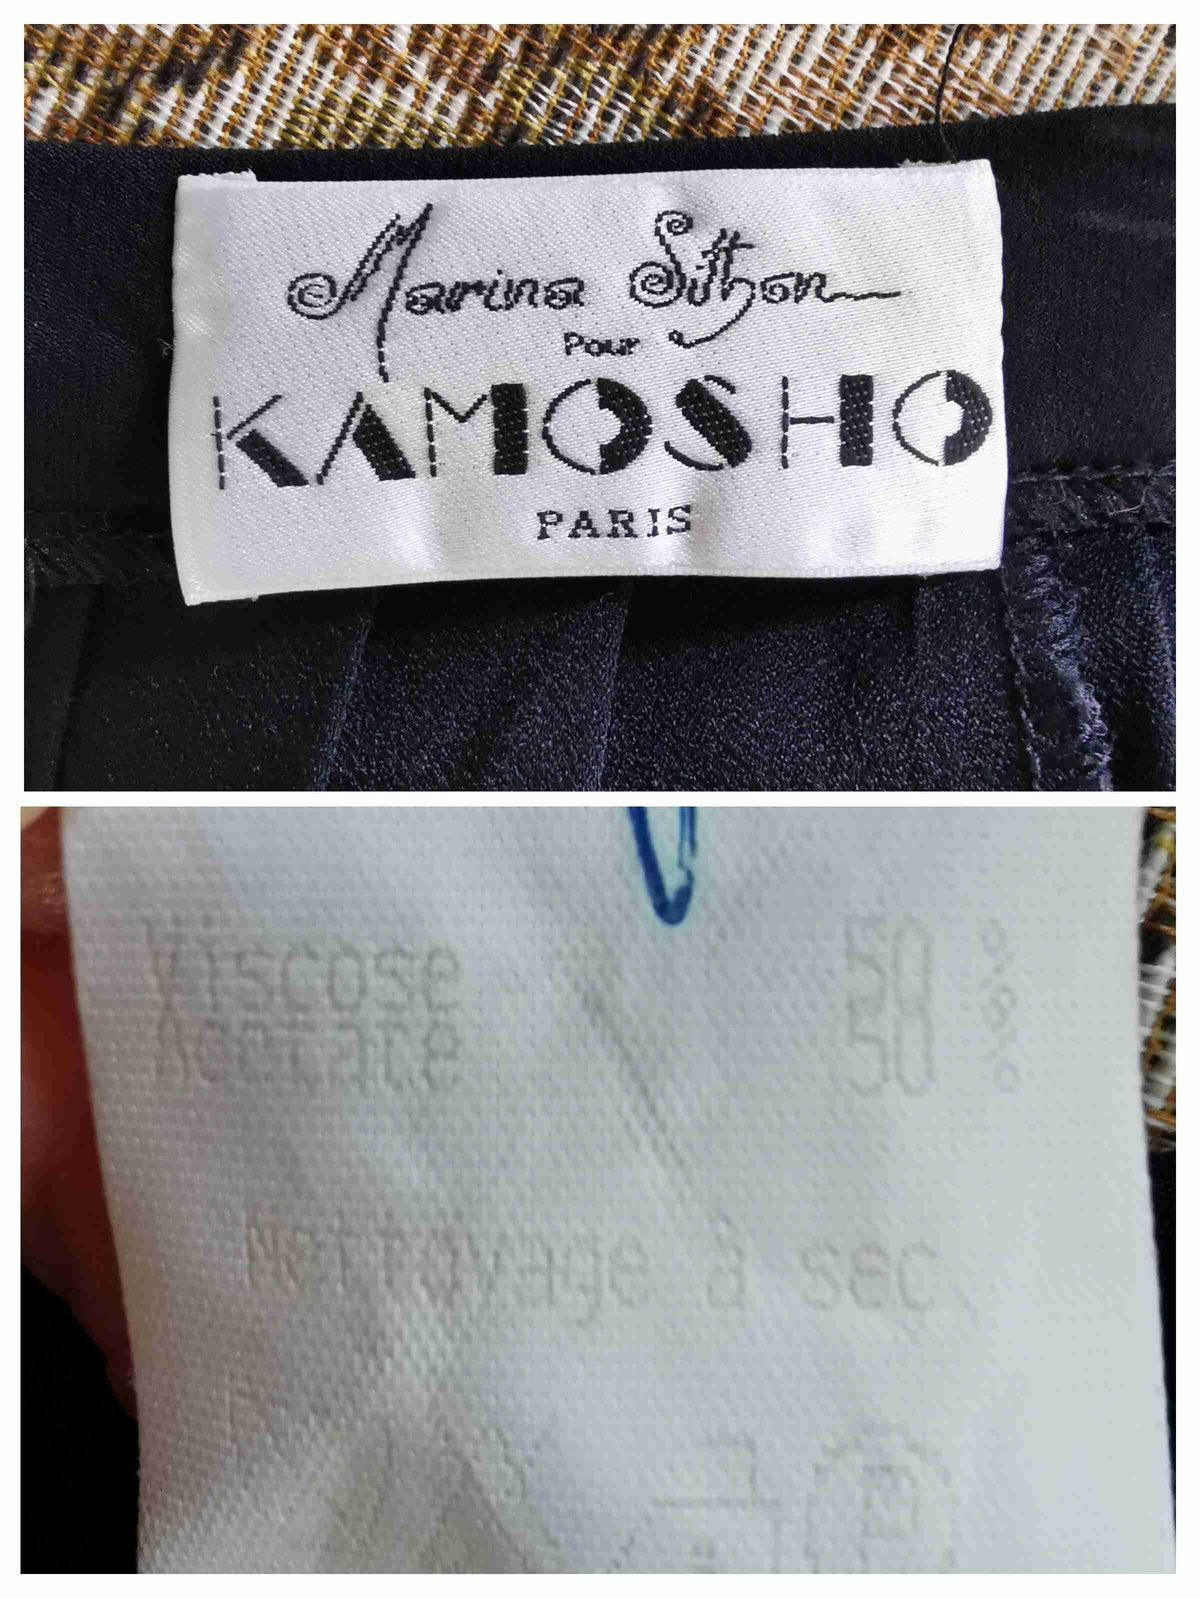 Marina Sitbon
Pour
KAMOSHO
PARIS
Viscose 50 %
Acetate 50 %
Nettoyage à sec